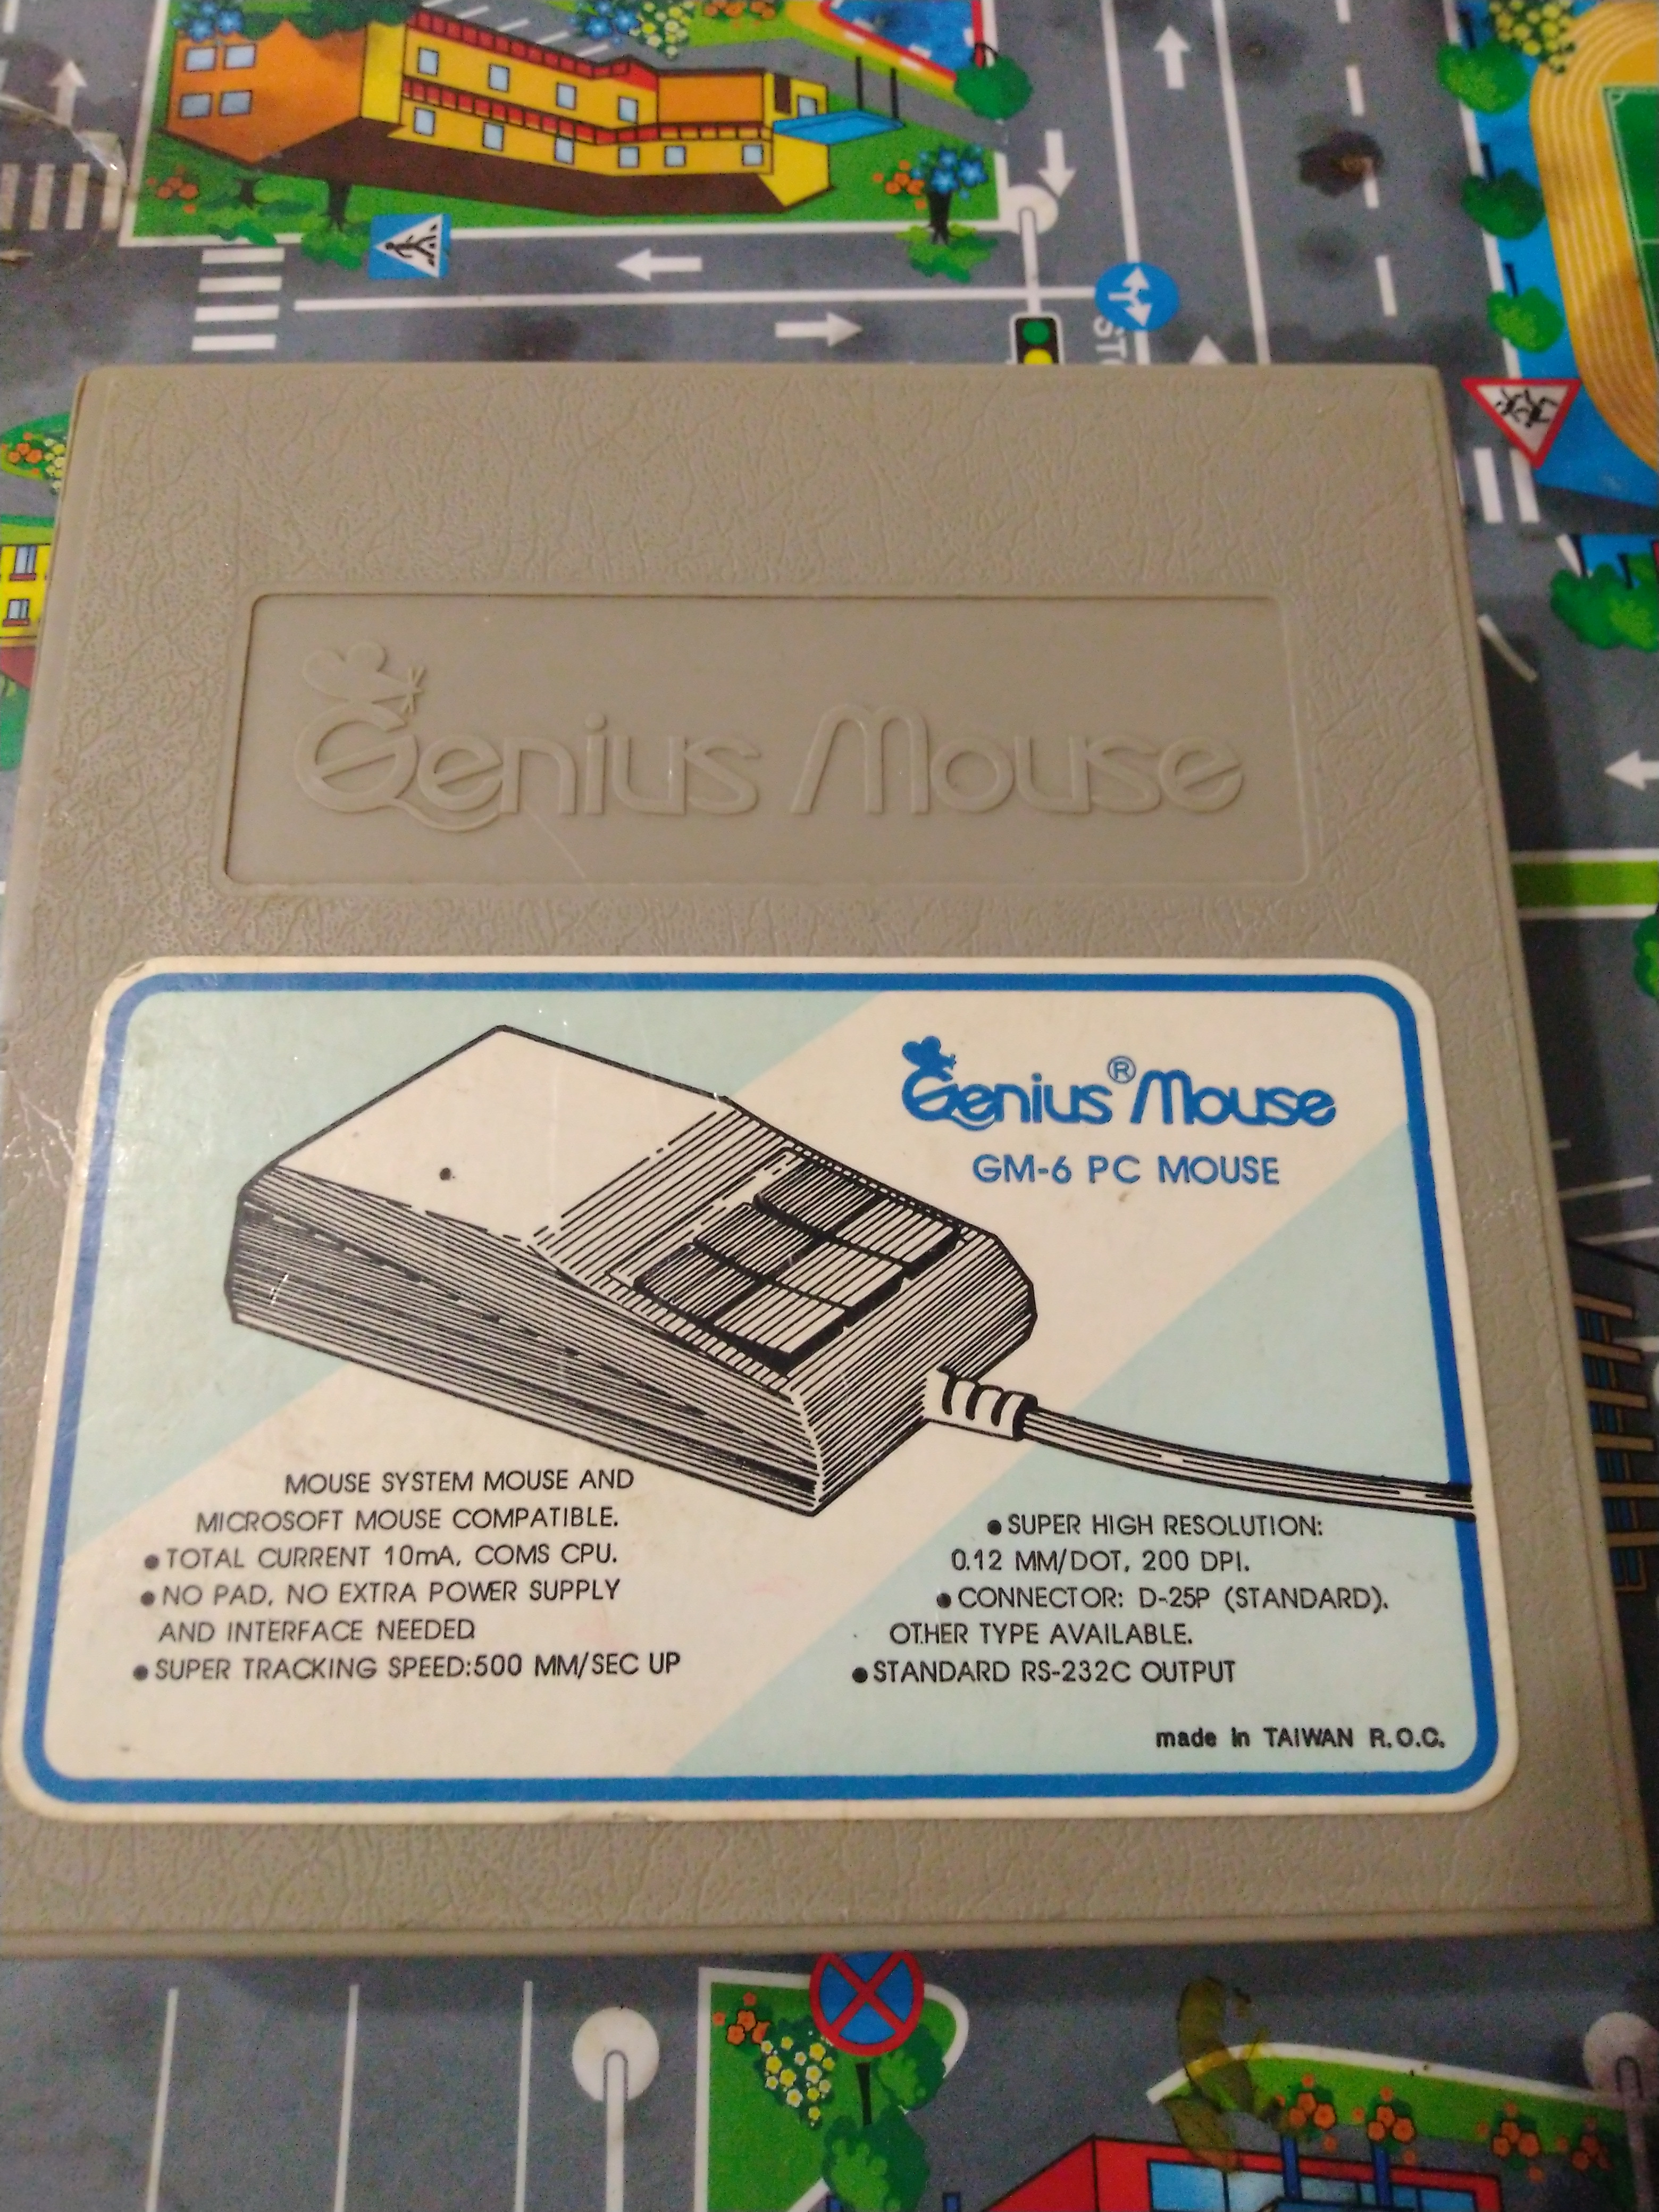 STO
Genius Mouse
Genius® Mouse
GM-6 PC MOUSE
MOUSE SYSTEM MOUSE AND
MICROSOFT MOUSE COMPATIBLE.
●TOTAL CURRENT 10mA, COMS CPU.
●NO PAD, NO EXTRA POWER SUPPLY
AND INTERFACE NEEDED
●SUPER TRACKING SPEED:500 MM/SEC UP
●SUPER HIGH RESOLUTION:
0.12 MM/DOT, 200 DPI.
●CONNECTOR: D-25P (STANDARD).
OTHER TYPE AVAILABLE.
●STANDARD RS-232C OUTPUT
made in TAIWAN R.O.C.